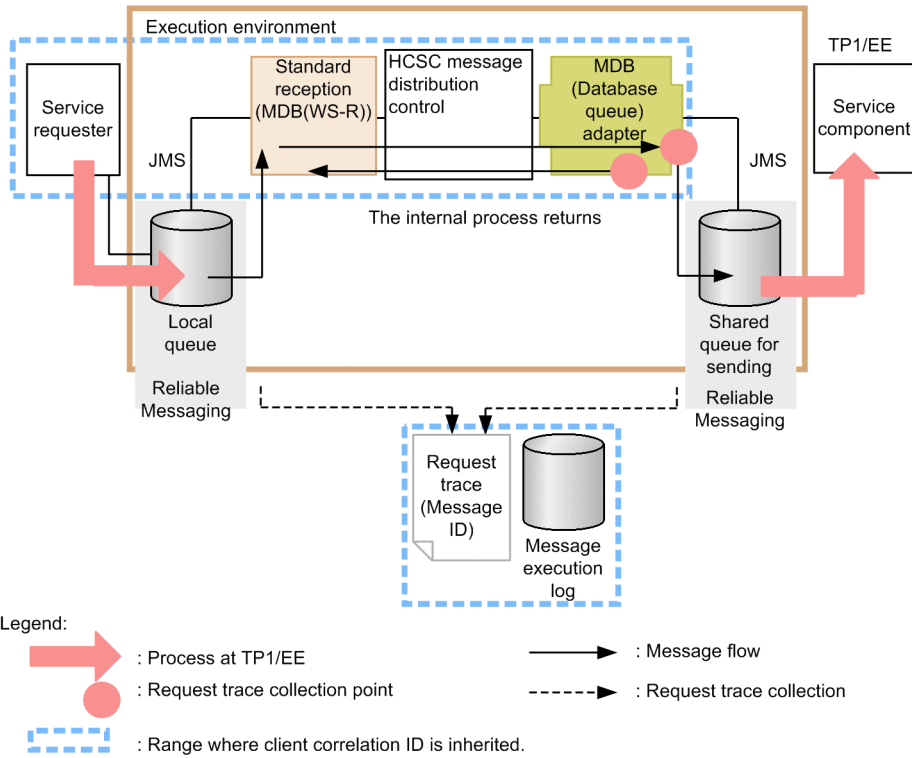 Execution environment
TP1/EE
Service
requester
Standard
reception
(MDB(WS-R))
HCSC message
distribution
control
MDB
(Database
queue)
adapter
Service
component
JMS
JMS
The internal process returns
Local
queue
Shared
queue for
sending
Reliable
Messaging
Reliable
Messaging
Request
trace
(Message
ID)
Message
execution
log
Legend:
: Process at TP1/EE
: Message flow
: Request trace collection point
: Request trace collection
: Range where client correlation ID is inherited.